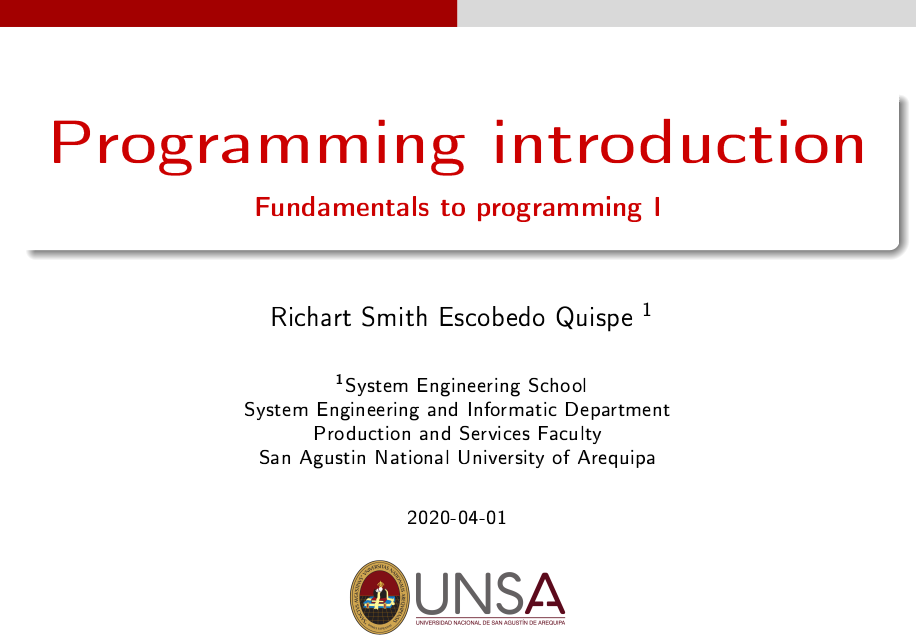 Programming introduction
Fundamentals to programming I
Richart Smith Escobedo Quispe ¹
¹System Engineering School
System Engineering and Informatic Department
Production and Services Faculty
San Agustin National University of Arequipa
2020-04-01
UNSA
UNIVERSIDAD NACIONAL DE SAN AGUSTÍN DE AREQUIPA